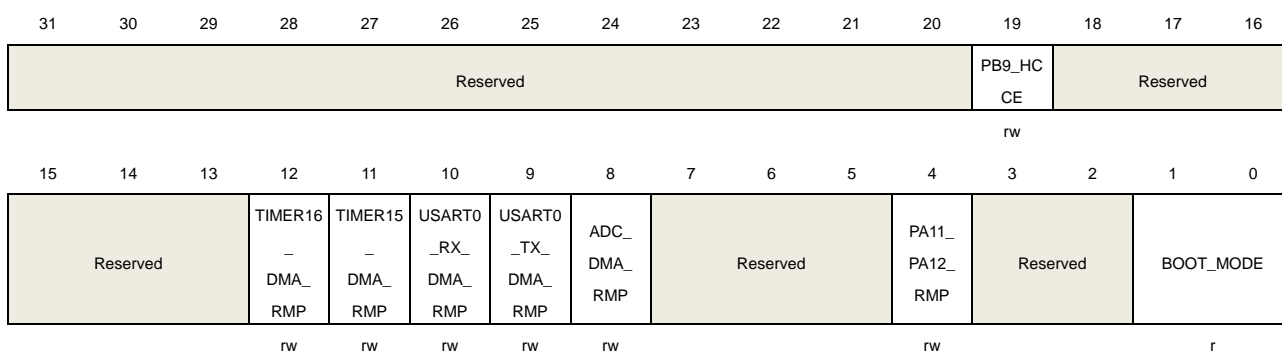 31 30 29 28 27 26 25 24 23 22 21 20 19 18 17 16
Reserved PB9_HC Reserved
CE
rw
15 14 13 12 11 10 9 8 7 6 5 4 3 2 1 0
Reserved TIMER16 TIMER15 USART0 USART0 ADC_ Reserved PA11_ Reserved BOOT_MODE
_ _ _RX_ _TX_ DMA_ PA12_
DMA_ DMA_ DMA_ DMA_ RMP RMP
RMP RMP RMP RMP
rw rw rw rw rw rw r